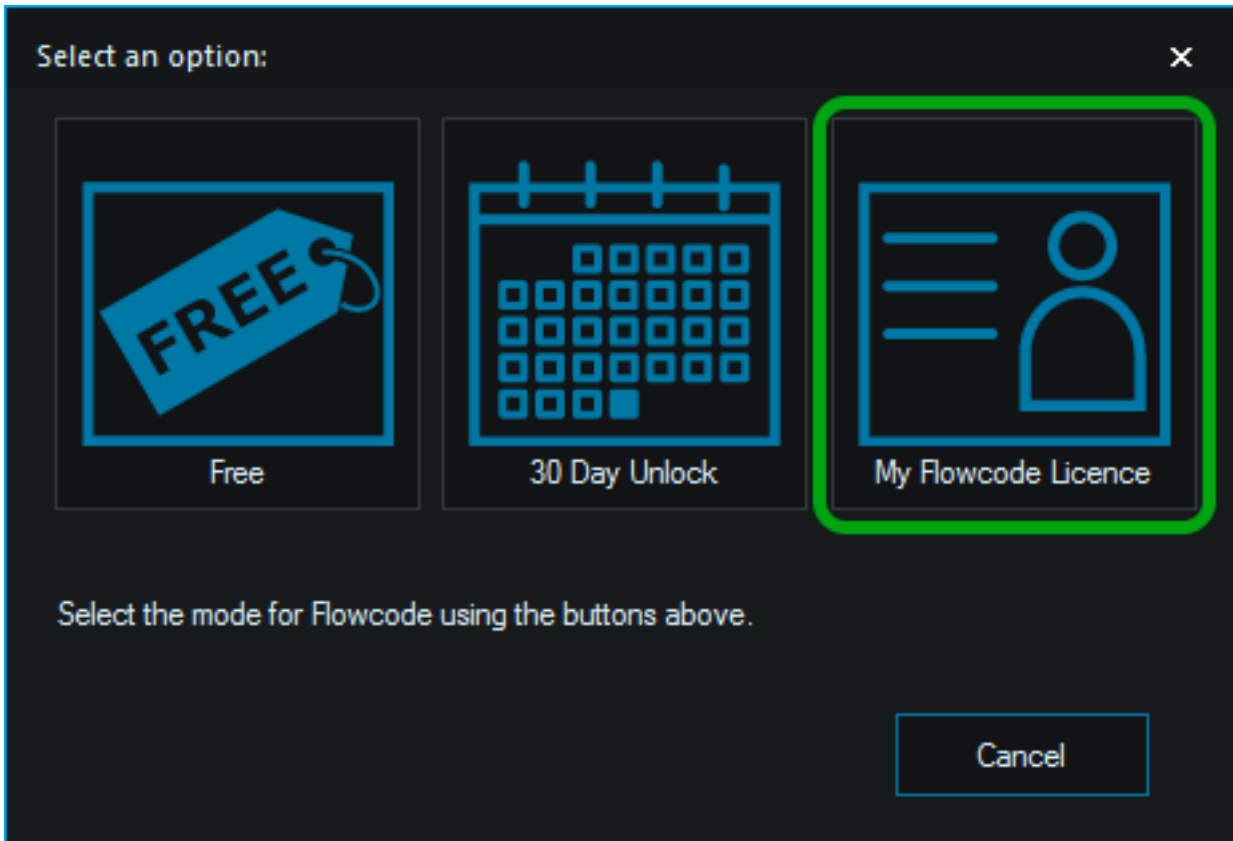 Select an option:
FREE
Free
30 Day Unlock
My Flowcode Licence
Select the mode for Flowcode using the buttons above.
Cancel